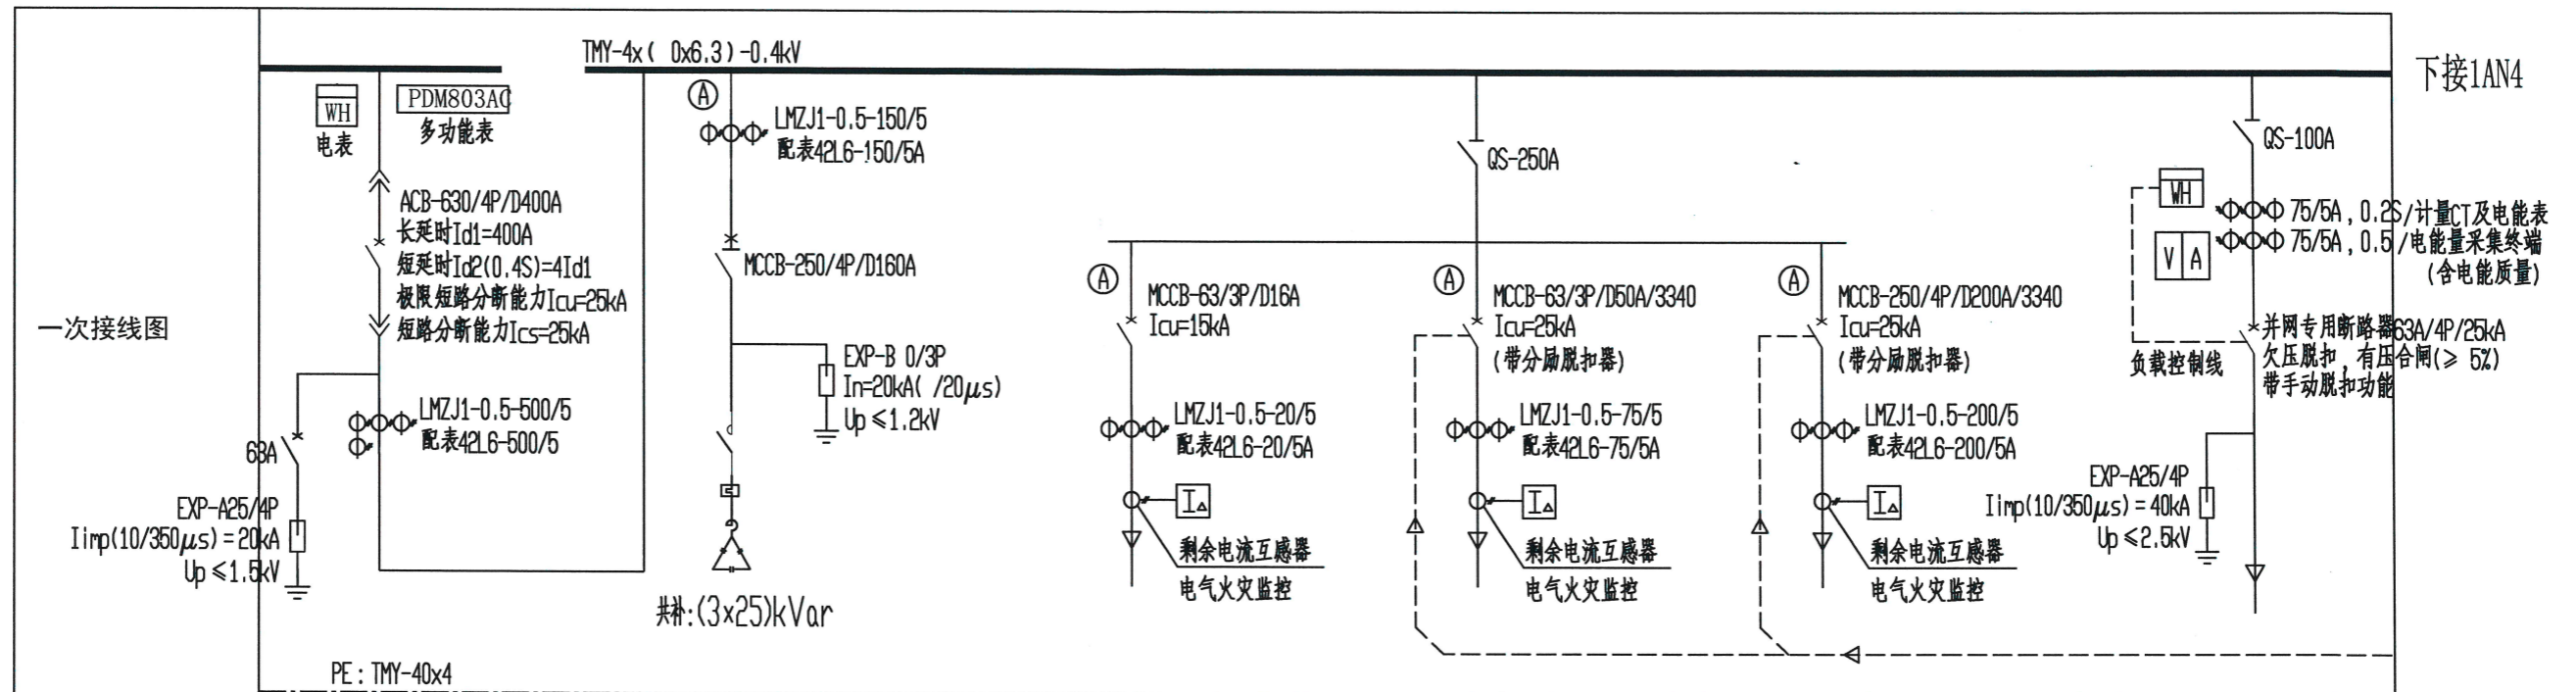 一次接线图
TMY-4x( 0x6.3)-0.4kV
下接1AN4
WH
电表
PDM803AC
多功能表
ACB-630/4P/D400A
长延时Id1=400A
短延时Id2(0.4S)=4Id1
极限短路分断能力Icu=25kA
短路分断能力Ics=25kA
LMZJ1-0.5-500/5
配表42L6-500/5
63A
EXP-A25/4P
Iimp(10/350μs)=20kA
Up≤1.5kV
PE: TMY-40x4
A
LMZJ1-0.5-150/5
配表42L6-150/5A
MCCB-250/4P/D160A
EXP-B 0/3P
In=20kA( /20μs)
Up≤1.2kV
共补:(3x25)kVar
QS-250A
A
MCCB-63/3P/D16A
Icu=15kA
LMZJ1-0.5-20/5
配表42L6-20/5A
I△
剩余电流互感器
电气火灾监控
A
MCCB-63/3P/D50A/3340
Icu=25kA
(带分励脱扣器)
LMZJ1-0.5-75/5
配表42L6-75/5A
I△
剩余电流互感器
电气火灾监控
A
MCCB-250/4P/D200A/3340
Icu=25kA
(带分励脱扣器)
LMZJ1-0.5-200/5
配表42L6-200/5A
I△
剩余电流互感器
电气火灾监控
QS-100A
WH
75/5A,0.2S/计量CT及电能表
V A
75/5A,0.5/电能量采集终端
(含电能质量)
负载控制线
并网专用断路器63A/4P/25kA
欠压脱扣,有压合闸(≥ 5%)
带手动脱扣功能
EXP-A25/4P
Iimp(10/350μs)=40kA
Up≤2.5kV